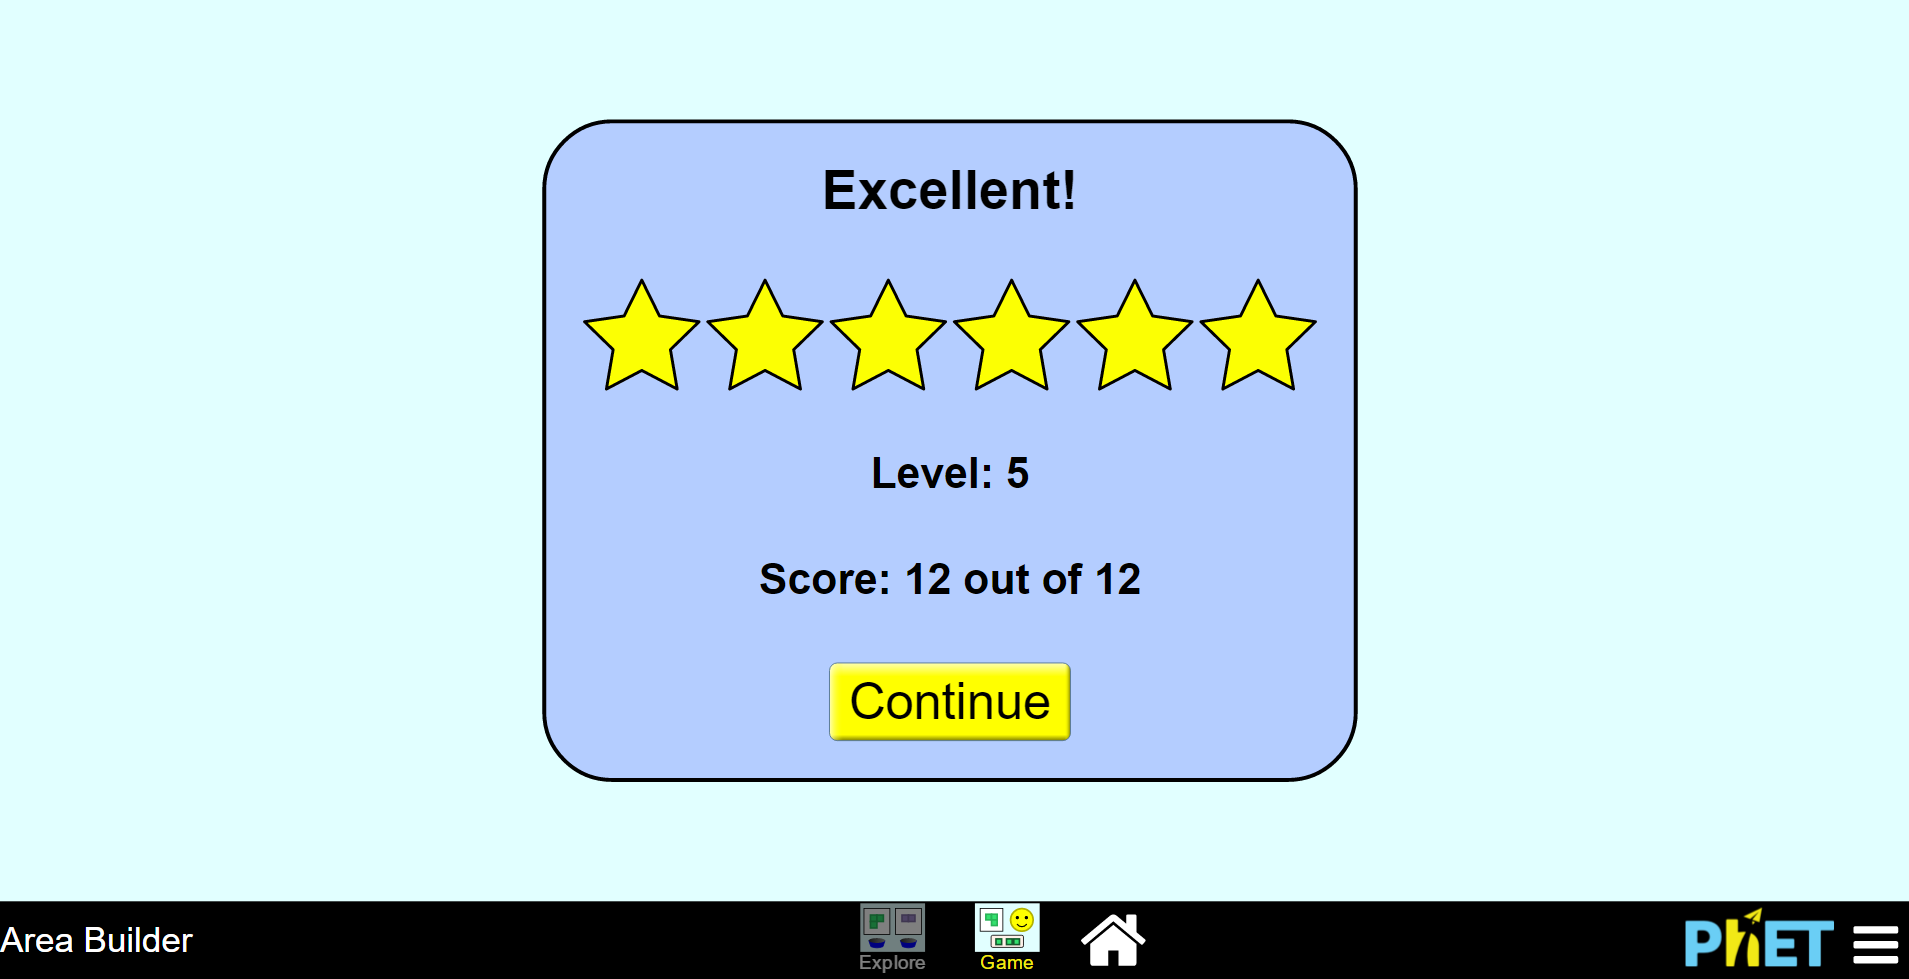 Excellent!
Level: 5
Score: 12 out of 12
Continue
Area Builder
Explore
Game
PhET